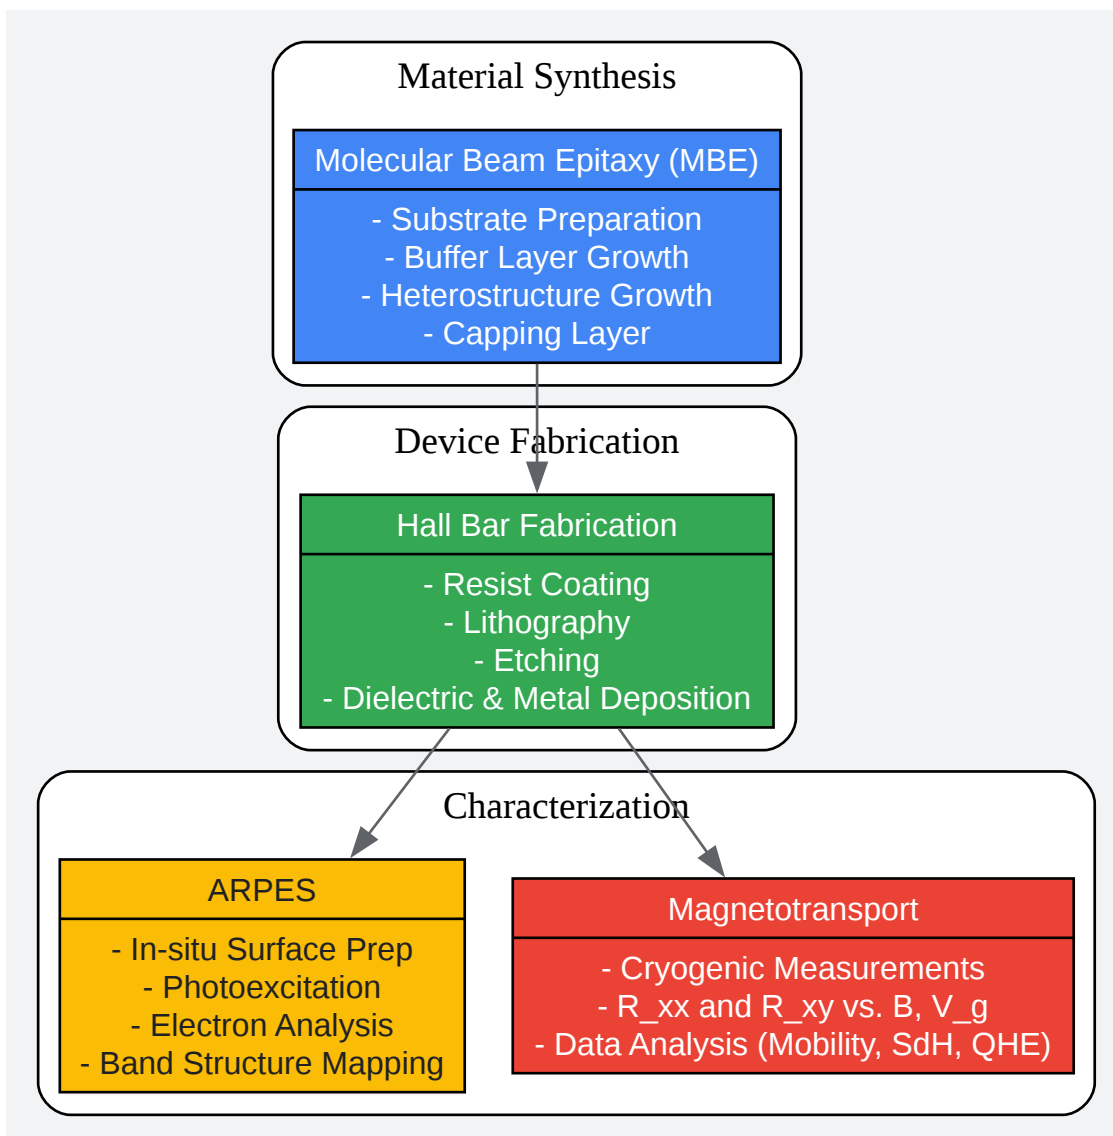 Material Synthesis
Molecular Beam Epitaxy (MBE)
- Substrate Preparation
- Buffer Layer Growth
- Heterostructure Growth
- Capping Layer
Device Fabrication
Hall Bar Fabrication
- Resist Coating
- Lithography
- Etching
- Dielectric & Metal Deposition
Characterization
ARPES
- In-situ Surface Prep
- Photoexcitation
- Electron Analysis
- Band Structure Mapping
Magnetotransport
- Cryogenic Measurements
- R_xx and R_xy vs. B, V_g
- Data Analysis (Mobility, SdH, QHE)